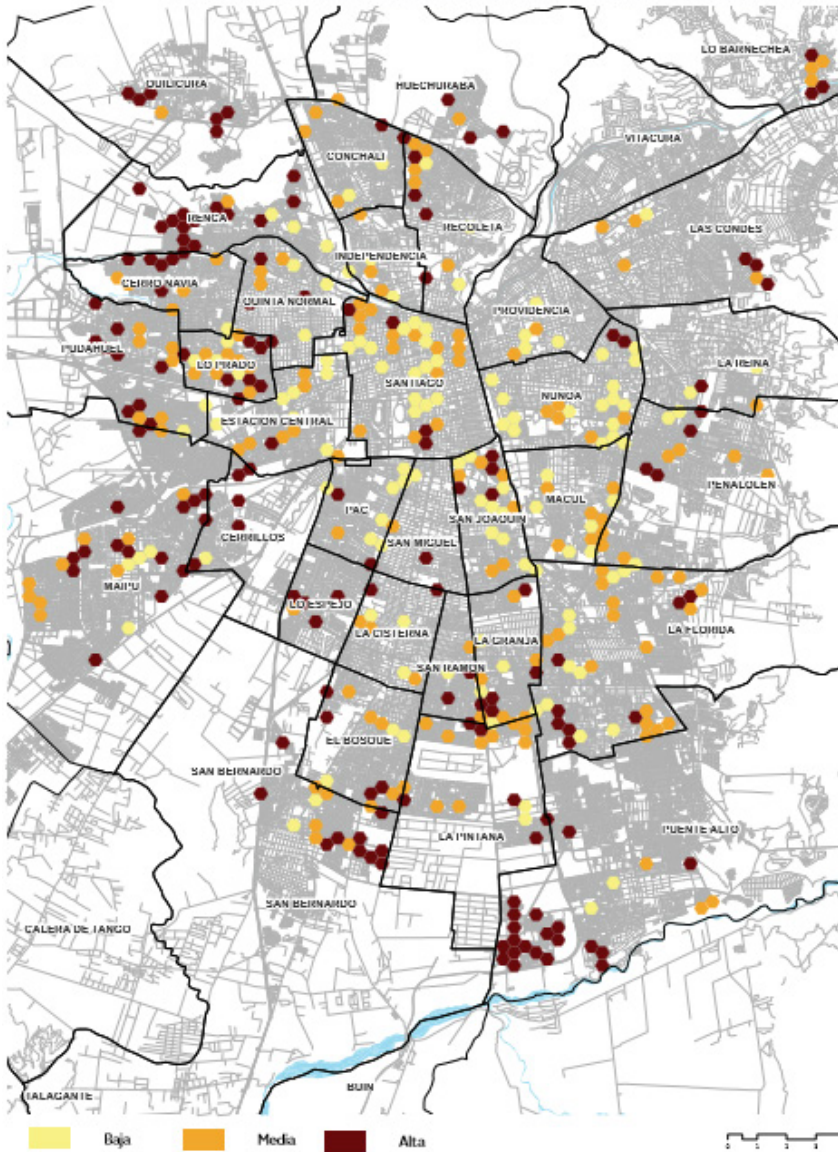 LO BARNECHEA
QUILICURA
HUECHURABA
VITACURA
CONCHALI
RENCA
RECOLETA
LAS CONDES
INDEPENDENCIA
CERRO NAVIA
QUINTA NORMAL
PROVIDENCIA
PUDAHUEL
LO PRADO
LA REINA
SANTIAGO
ÑUÑOA
ESTACION CENTRAL
PEÑALOLEN
MACUL
PAC
SAN JOAQUIN
CERRILLOS
SAN MIGUEL
MAIPU
LO ESPEJO
LA CISTERNA
LA GRANJA
LA FLORIDA
SAN RAMON
EL BOSQUE
SAN BERNARDO
LA PINTANA
PUENTE ALTO
SAN BERNARDO
CALERA DE TANGO
BUIN
TALAGANTE
Baja Media Alta